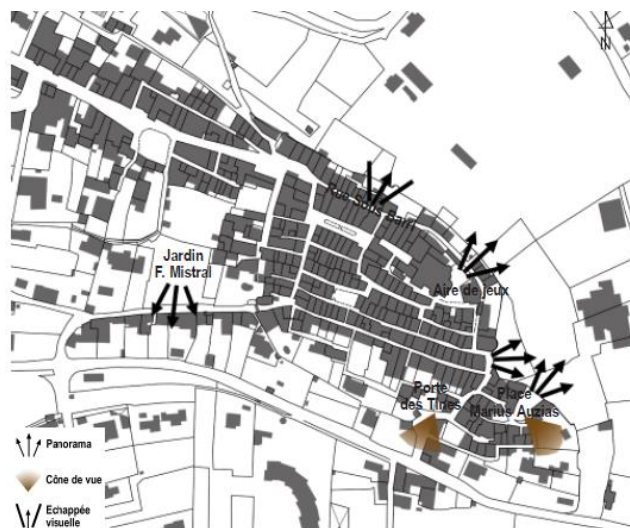 N
Rue Sous Barri
Aire de jeux
Jardin
F. Mistral
Porte
des Tines
Place
Marius Auzias
Panorama
Cône de vue
Echappée
visuelle